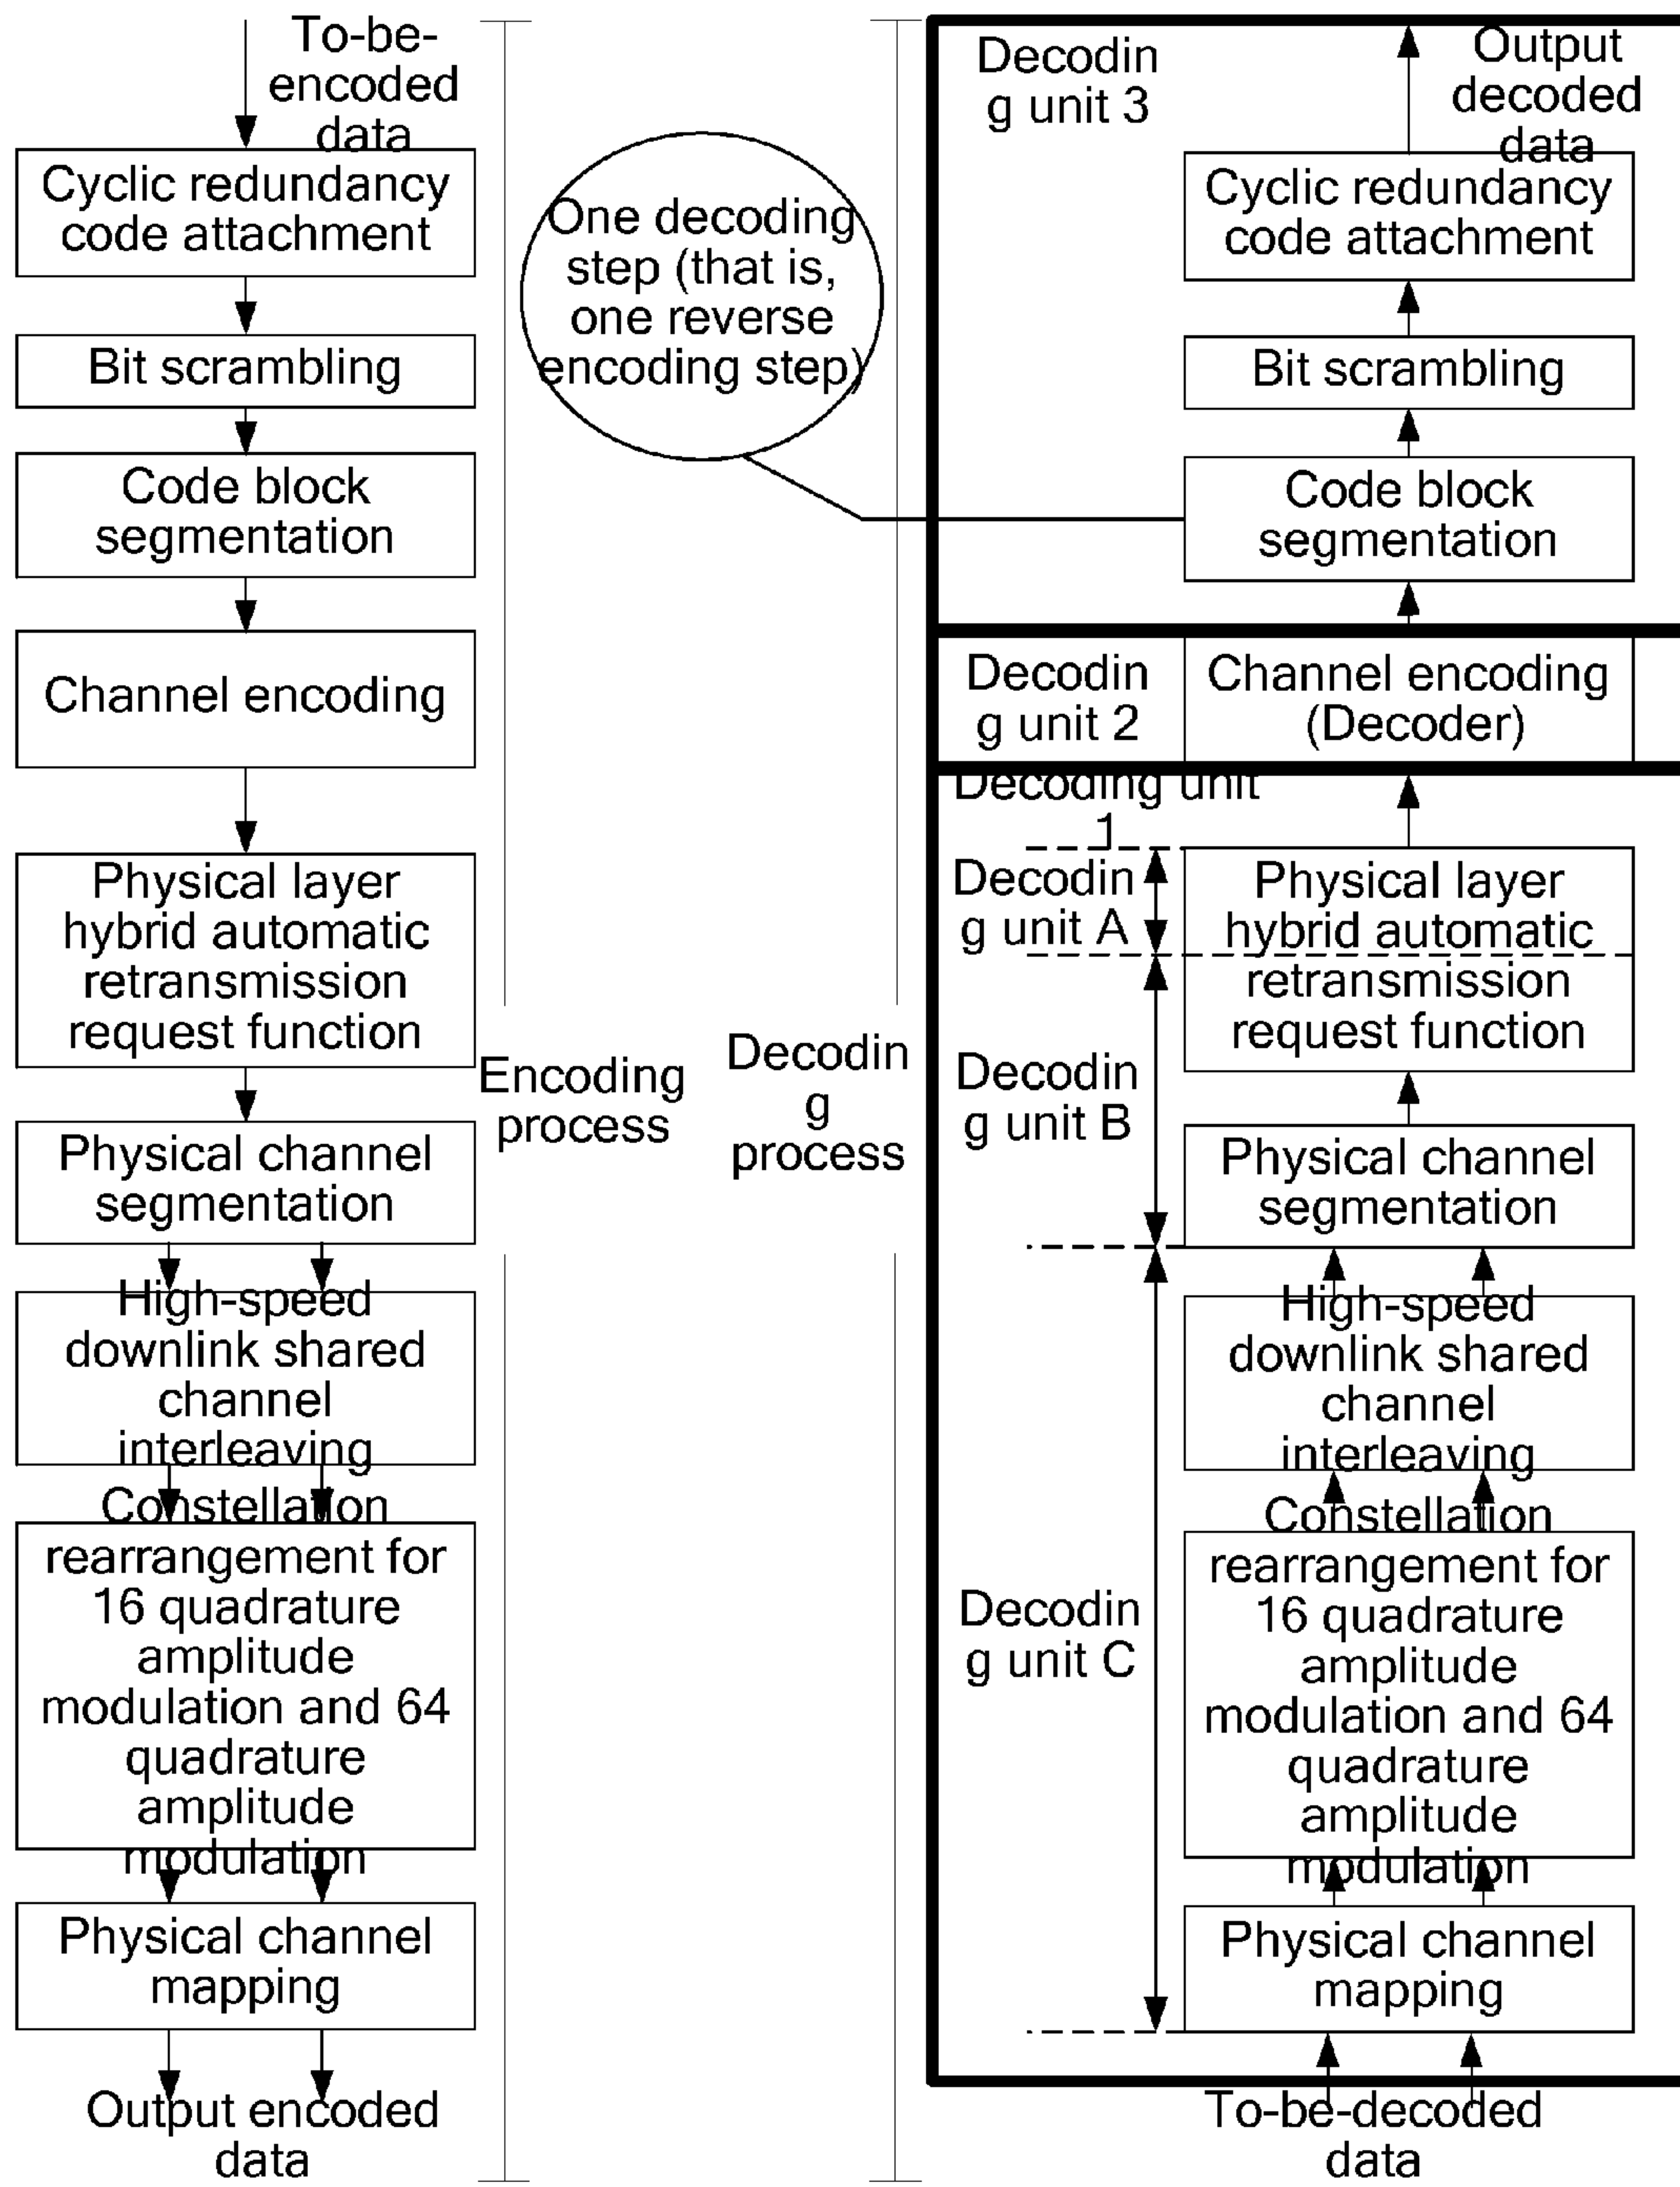 To-be-
encoded
data
Cyclic redundancy
code attachment
Bit scrambling
Code block
segmentation
Channel encoding
Physical layer
hybrid automatic
retransmission
request function
Physical channel
segmentation
High-speed
downlink shared
channel
interleaving
Constellation
rearrangement for
16 quadrature
amplitude
modulation and 64
quadrature
amplitude
modulation
Physical channel
mapping
Output encoded
data
Encoding
process
One decoding
step (that is,
one reverse
encoding step)
Decodin
g
process
Decodin
g unit 3
Output
decoded
data
Cyclic redundancy
code attachment
Bit scrambling
Code block
segmentation
Decodin
g unit 2
Channel encoding
(Decoder)
Decoding unit
1
Decodin
g unit A
Physical layer
hybrid automatic
retransmission
request function
Decodin
g unit B
Physical channel
segmentation
High-speed
downlink shared
channel
interleaving
Decodin
g unit C
Constellation
rearrangement for
16 quadrature
amplitude
modulation and 64
quadrature
amplitude
modulation
Physical channel
mapping
To-be-decoded
data